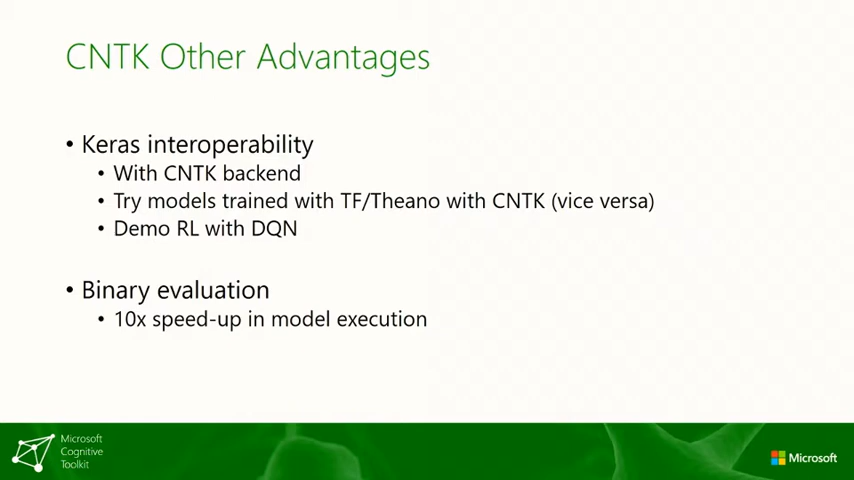 CNTK Other Advantages
• Keras interoperability
• With CNTK backend
• Try models trained with TF/Theano with CNTK (vice versa)
• Demo RL with DQN
• Binary evaluation
• 10x speed-up in model execution
Microsoft
Cognitive
Toolkit
Microsoft